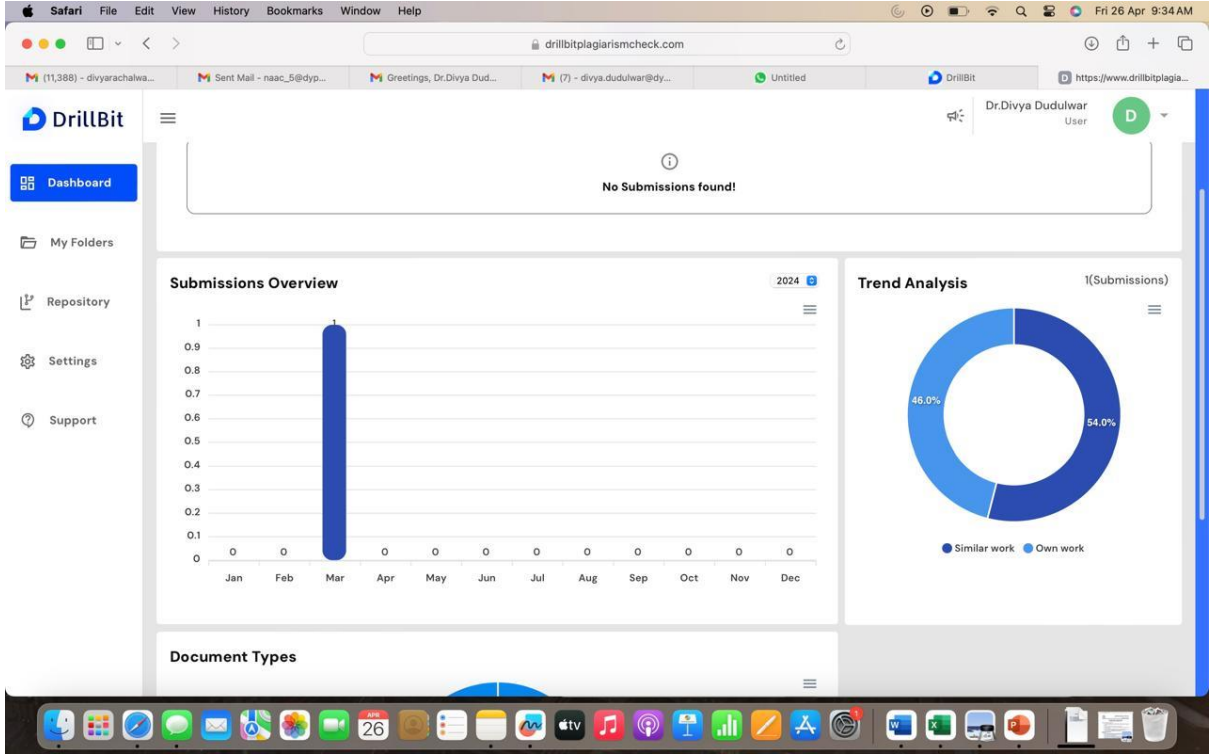 Safari File Edit View History Bookmarks Window Help Fri 26 Apr 9:34 AM
drillbitplagiarismcheck.com
(11,388) - divyarachalwa... Sent Mail - naac_5@dyp... Greetings, Dr.Divya Dud... (7) - divya.dudulwar@dy... Untitled DrillBit D https://www.drillbitplagia...
DrillBit
Dr.Divya Dudulwar
User
D
No Submissions found!
Dashboard
My Folders
Repository
Settings
Support
Submissions Overview
2024
1
1
0.9
0.8
0.7
0.6
0.5
0.4
0.3
0.2
0.1
0
0 0 0 0 0 0 0 0 0 0 0
Jan Feb Mar Apr May Jun Jul Aug Sep Oct Nov Dec
Trend Analysis
1(Submissions)
46.0%
54.0%
Similar work Own work
Document Types
APR
26
tv
W
X
P
1